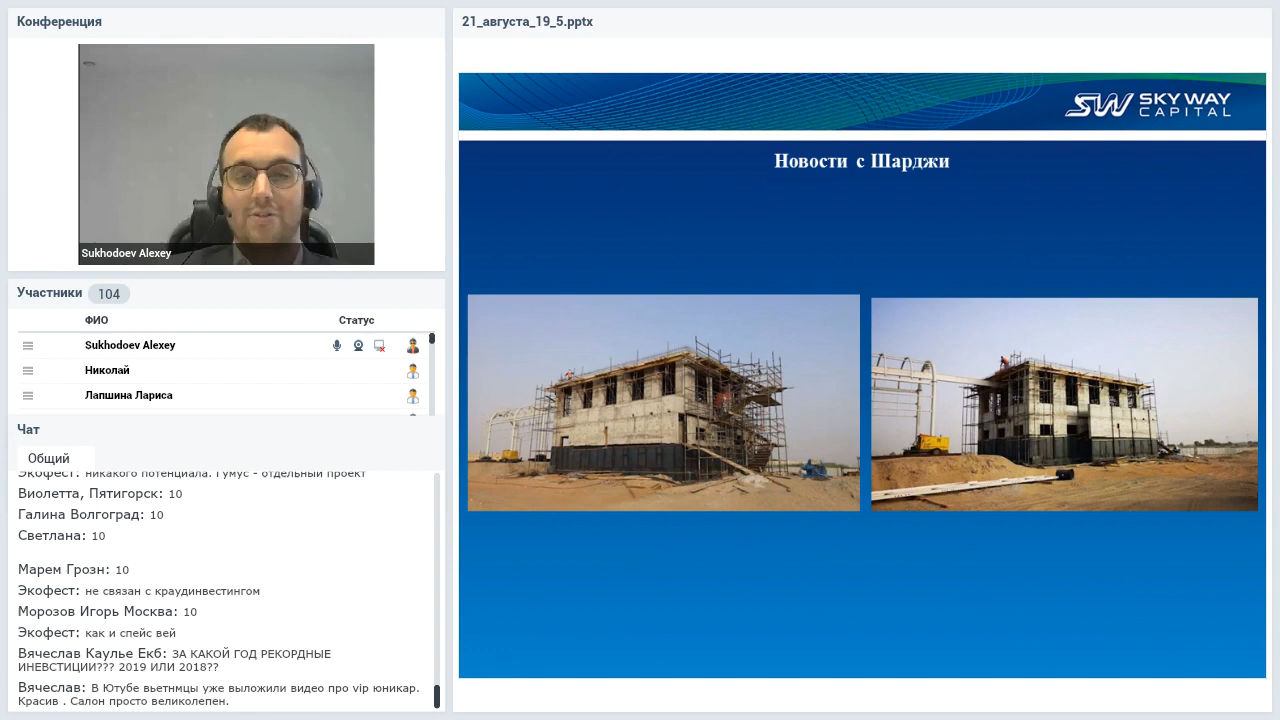 Конференция
Sukhodoev Alexey
Участники 104
ФИО Статус
Sukhodoev Alexey
Николай
Лапшина Лариса
Чат
Общий
Экофест: никакого потенциала. Гумус - отдельный проект
Виолетта, Пятигорск: 10
Галина Волгоград: 10
Светлана: 10
Марем Грозн: 10
Экофест: не связан с краудинвестингом
Морозов Игорь Москва: 10
Экофест: как и спейс вей
Вячеслав Каулье Екб: ЗА КАКОЙ ГОД РЕКОРДНЫЕ
ИНЕВСТИЦИИ??? 2019 ИЛИ 2018??
Вячеслав: В Ютубе вьетнмцы уже выложили видео про vip юникар.
Красив . Салон просто великолепен.
21_августа_19_5.pptx
SW SKY WAY
CAPITAL
Новости с Шарджи